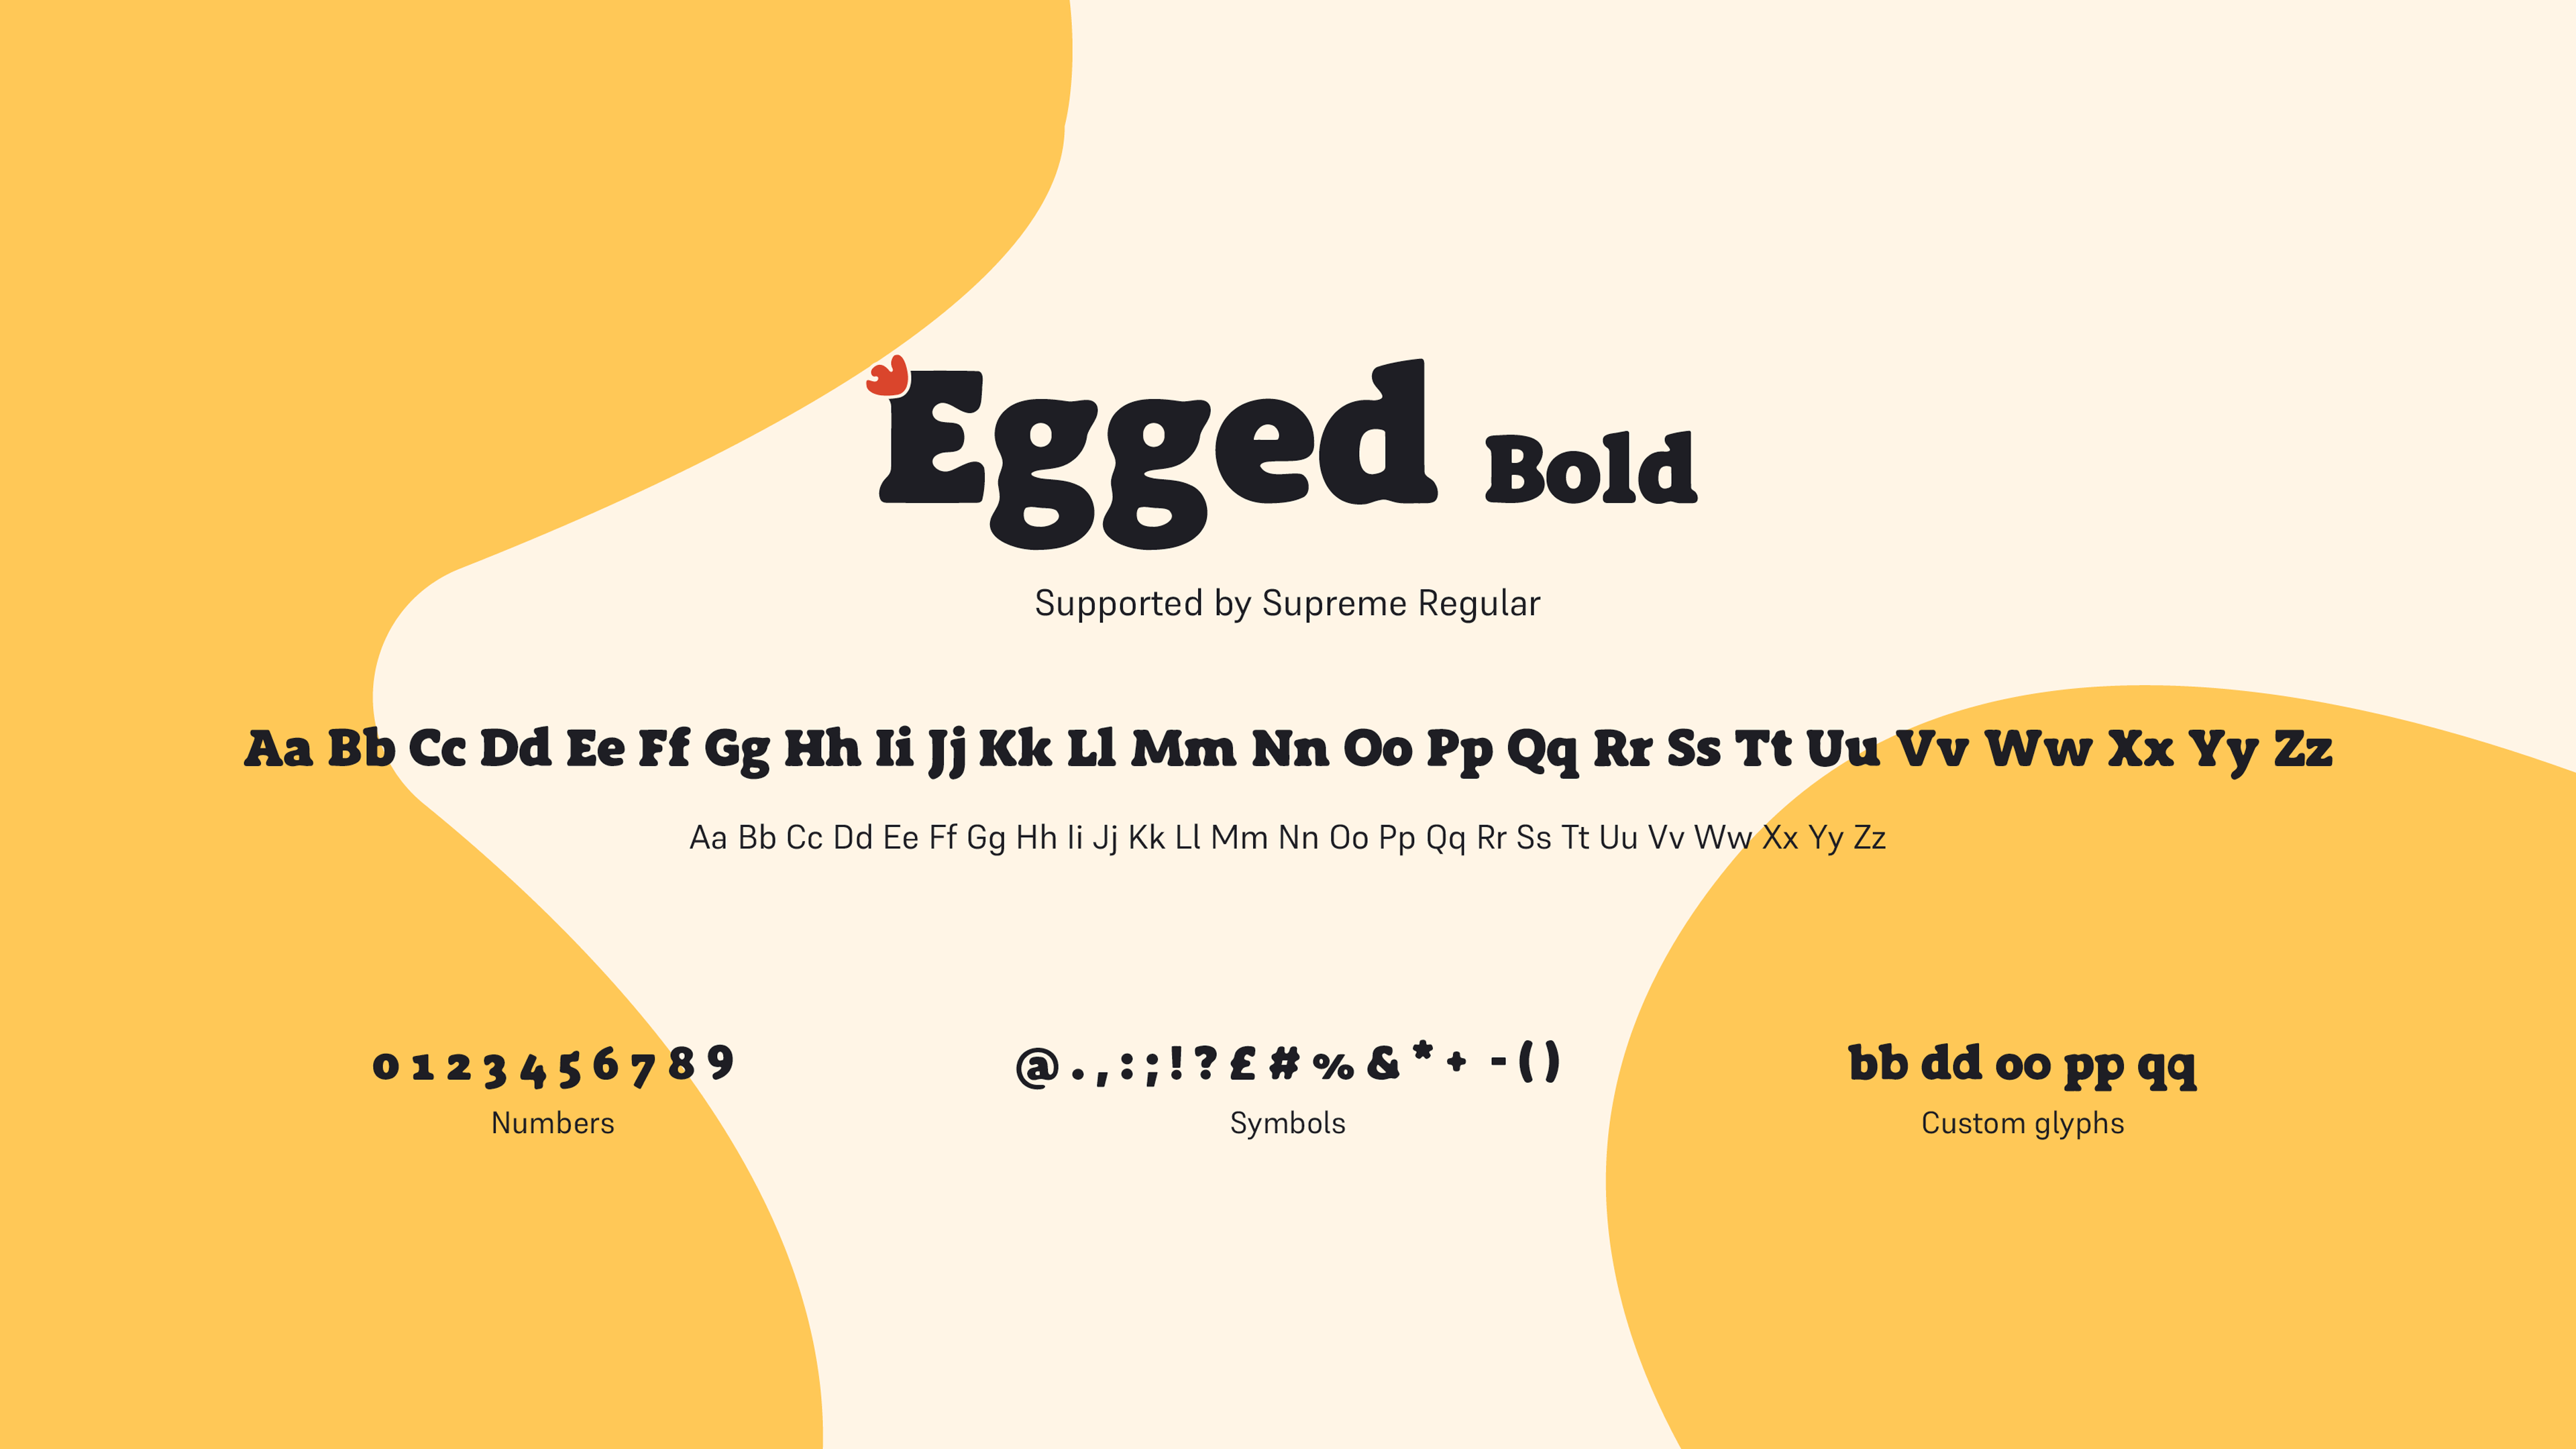 Egged Bold
Supported by Supreme Regular
Aa Bb Cc Dd Ee Ff Gg Hh Ii Jj Kk Ll Mm Nn Oo Pp Qq Rr Ss Tt Uu Vv Ww Xx Yy Zz
Aa Bb Cc Dd Ee Ff Gg Hh Ii Jj Kk Ll Mm Nn Oo Pp Qq Rr Ss Tt Uu Vv Ww Xx Yy Zz
0 1 2 3 4 5 6 7 8 9
Numbers
@ . , : ; ! ? £ # % & * + - ( )
Symbols
bb dd oo pp qq
Custom glyphs